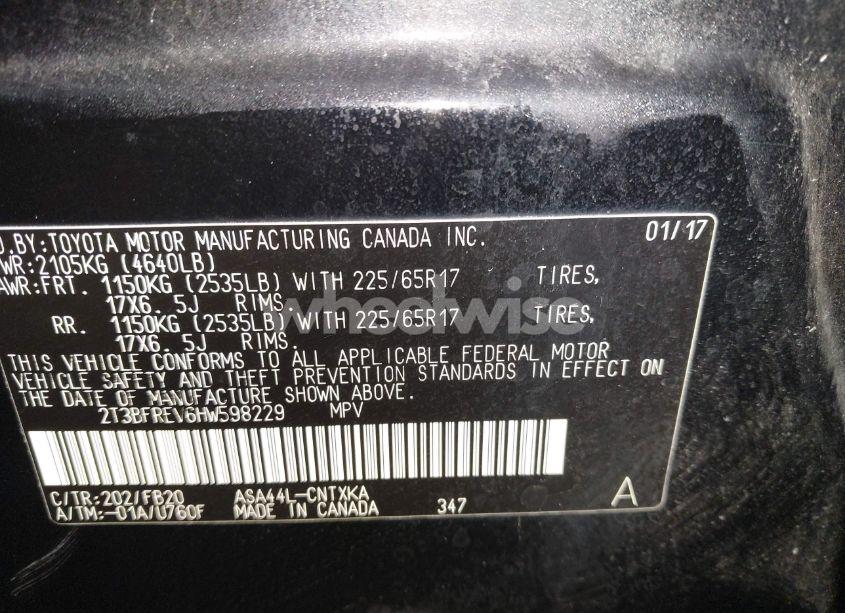 D.BY:TOYOTA MOTOR MANUFACTURING CANADA INC. 01/17
WR:2105KG (4640LB)
AWR:FRT. 1150KG (2535LB) WITH 225/65R17 TIRES,
17X6.5J RIMS.
RR. 1150KG (2535LB) WITH 225/65R17 TIRES,
17X6.5J RIMS.
THIS VEHICLE CONFORMS TO ALL APPLICABLE FEDERAL MOTOR
VEHICLE SAFETY AND THEFT PREVENTION STANDARDS IN EFFECT ON
THE DATE OF MANUFACTURE SHOWN ABOVE.
2T3BFREV6HW598229 MPV
C/TR:202/FB20 ASA44L-CNTXKA
A/TM:-01A/U760F MADE IN CANADA 347 A
wheelwise